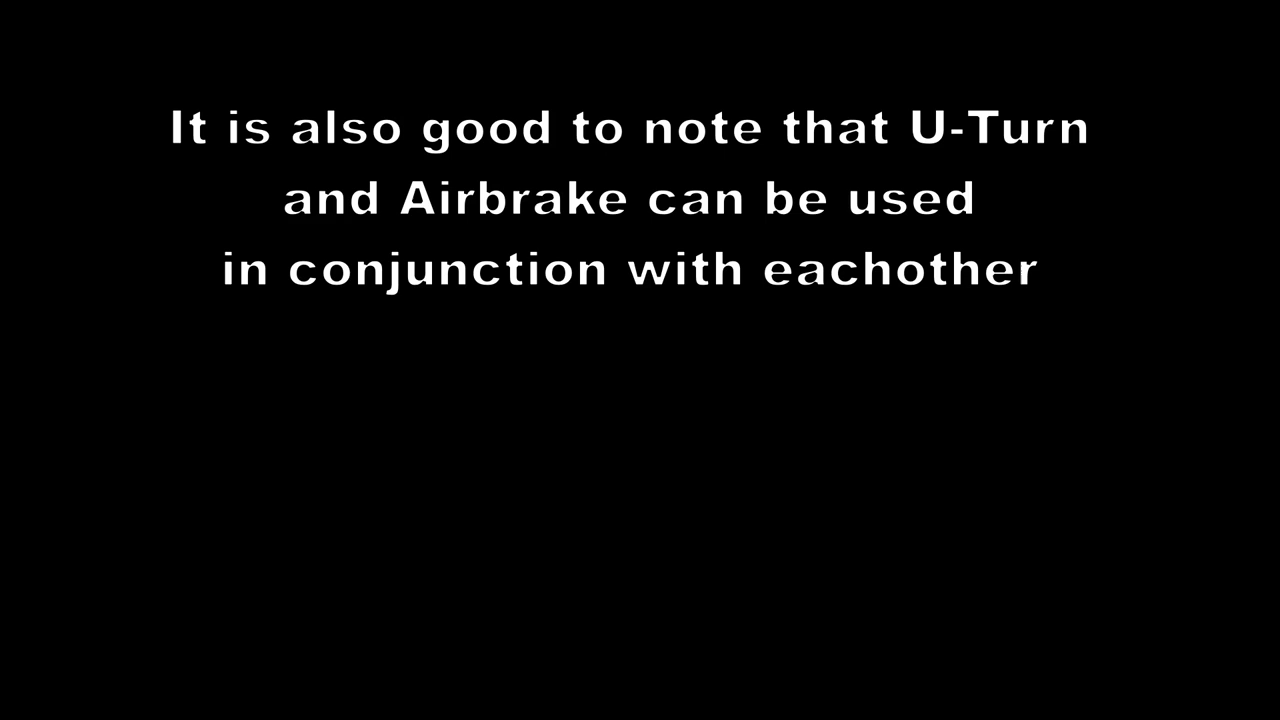 It is also good to note that U-Turn
and Airbrake can be used
in conjunction with eachother